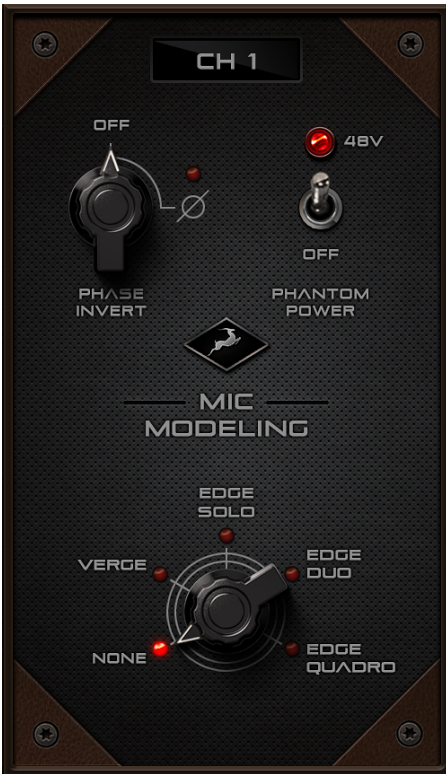 CH 1
OFF
48V
OFF
PHASE
INVERT
PHANTOM
POWER
MIC
MODELING
EDGE
SOLO
VERGE
EDGE
DUO
NONE
EDGE
QUADRO